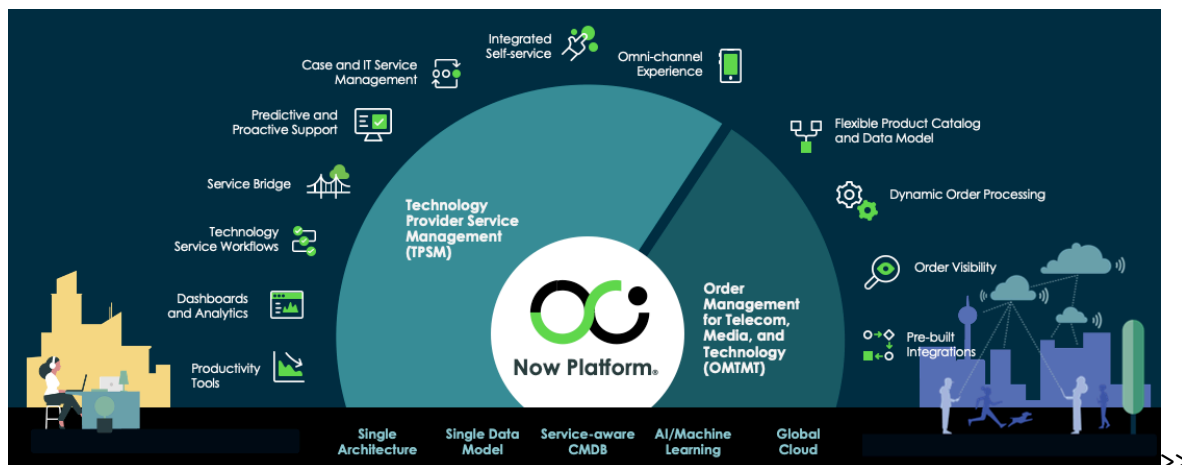 Integrated
Self-service
Omni-channel
Experience
Case and IT Service
Management
Predictive and
Proactive Support
Flexible Product Catalog
and Data Model
Service Bridge
Dynamic Order Processing
Technology
Provider Service
Management
(TPSM)
Technology
Service Workflows
Order Visibility
Dashboards
and Analytics
Order
Management
for Telecom,
Media, and
Technology
(OMTMT)
Pre-built
Integrations
Now Platform®
Productivity
Tools
Single
Architecture
Single Data
Model
Service-aware
CMDB
AI/Machine
Learning
Global
Cloud
>>